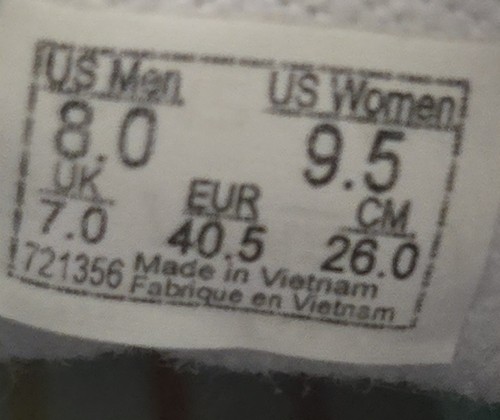 US Men US Women
8.0 9.5
UK EUR CM
7.0 40.5 26.0
721356 Made in Vietnam
Fabrique en Vietnam